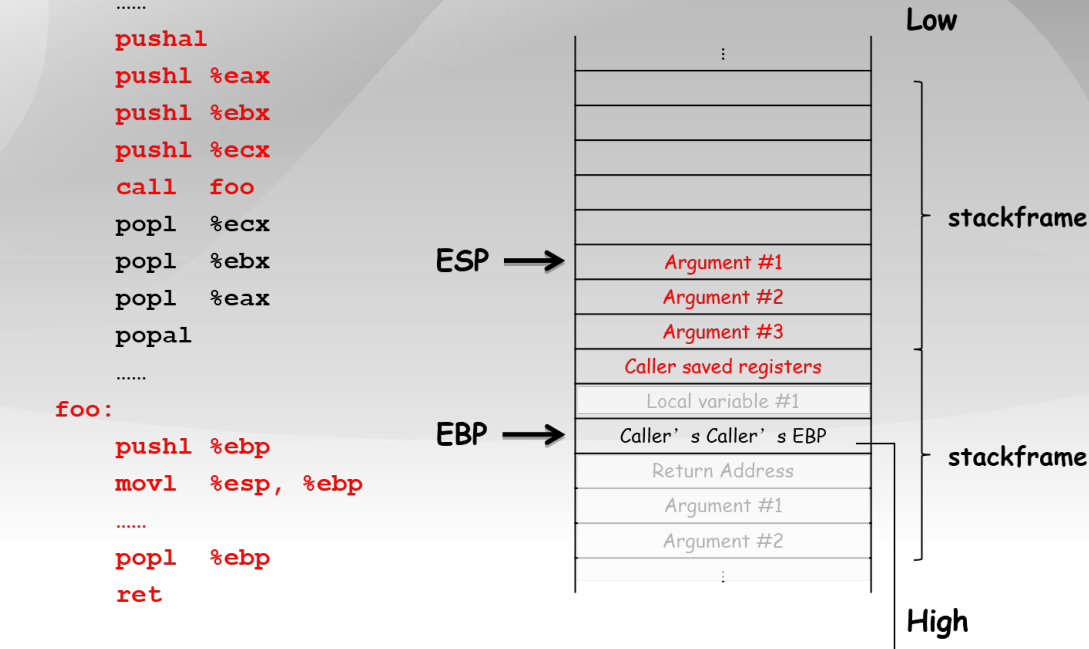 ……
pushal
pushl %eax
pushl %ebx
pushl %ecx
call foo
popl %ecx
popl %ebx
popl %eax
popal
……
foo:
pushl %ebp
movl %esp, %ebp
……
popl %ebp
ret
Low
⋮
stackframe
ESP
Argument #1
Argument #2
Argument #3
Caller saved registers
Local variable #1
EBP
Caller’s Caller’s EBP
stackframe
Return Address
Argument #1
Argument #2
⋮
High